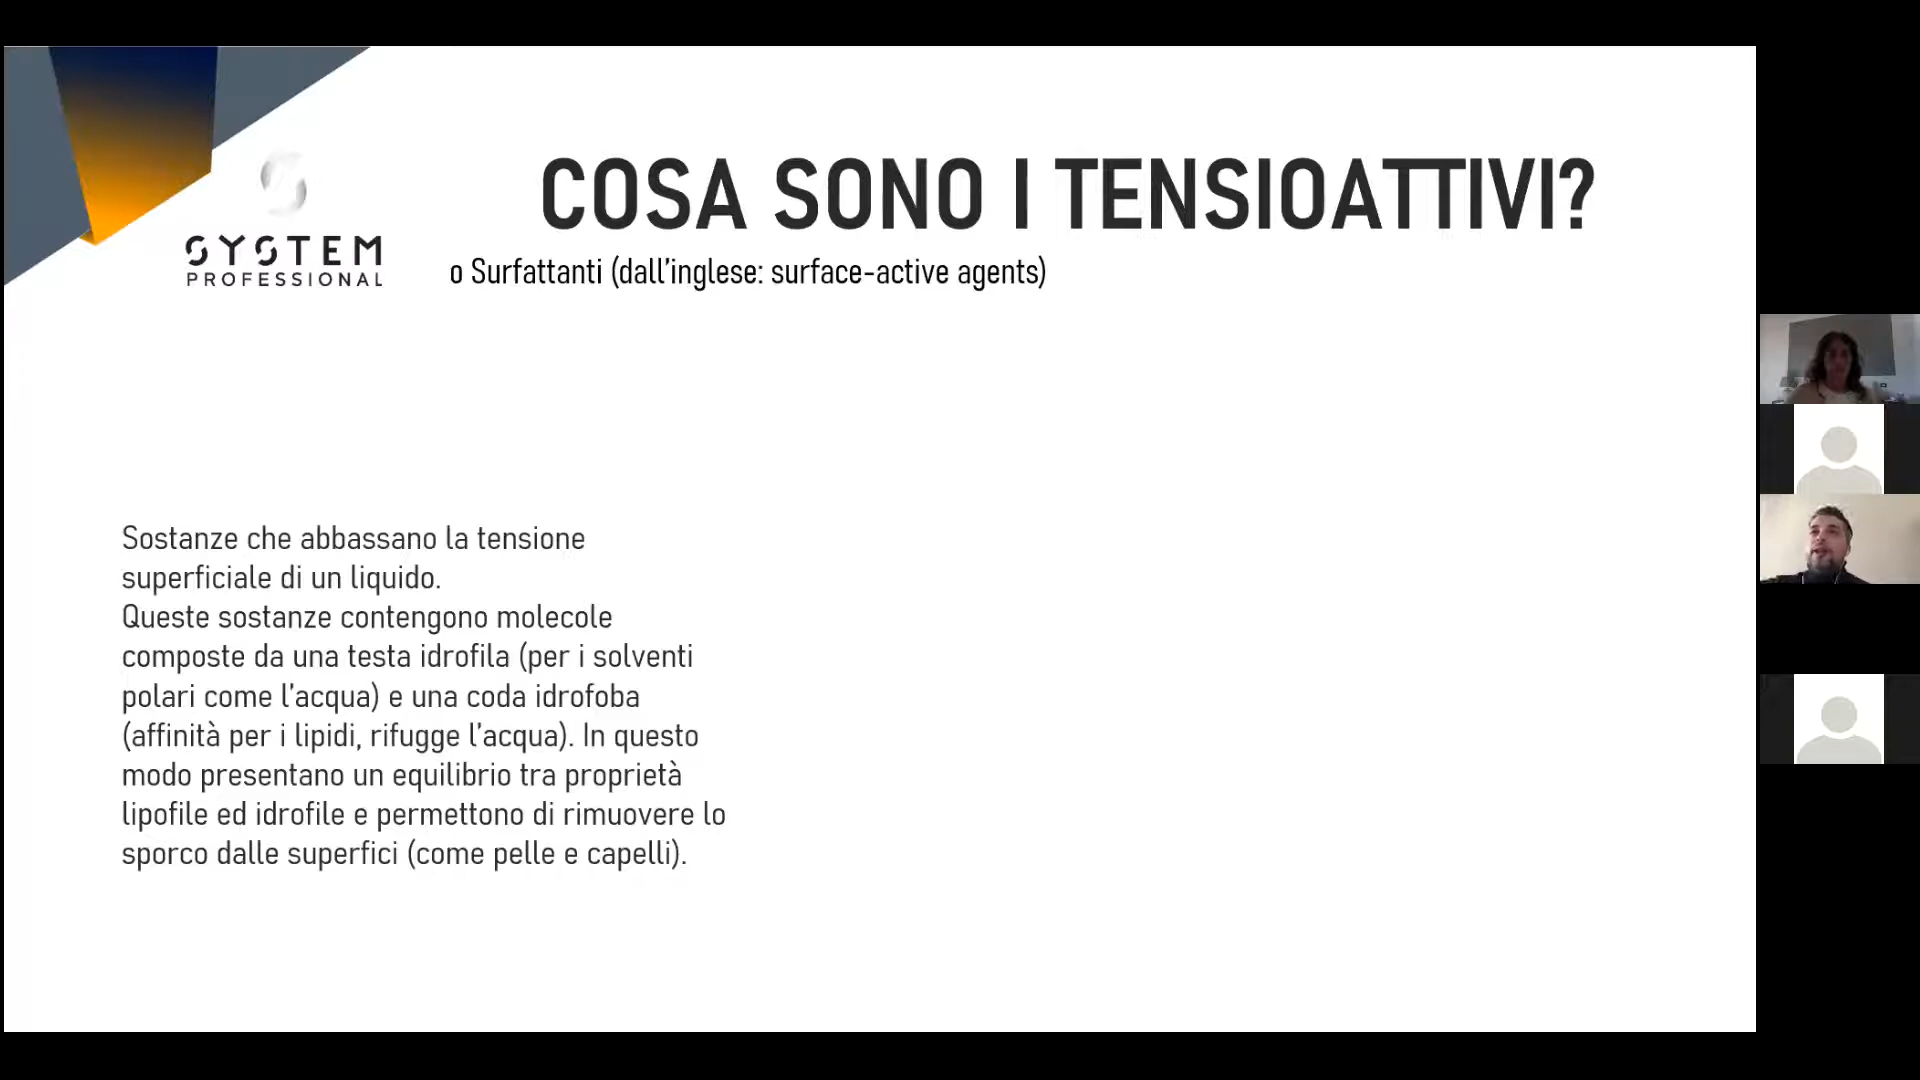 COSA SONO I TENSIOATTIVI?
SYSTEM
PROFESSIONAL
o Surfattanti (dall'inglese: surface-active agents)
Sostanze che abbassano la tensione
superficiale di un liquido.
Queste sostanze contengono molecole
composte da una testa idrofila (per i solventi
polari come l'acqua) e una coda idrofoba
(affinità per i lipidi, rifugge l'acqua). In questo
modo presentano un equilibrio tra proprietà
lipofile ed idrofile e permettono di rimuovere lo
sporco dalle superfici (come pelle e capelli).